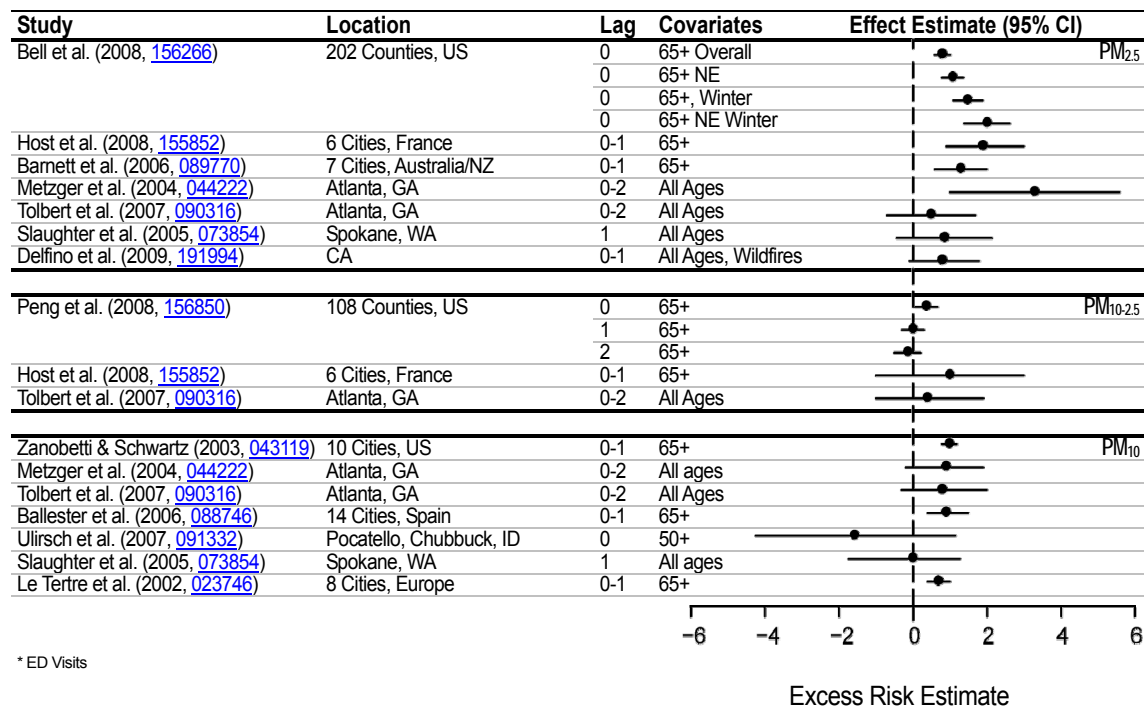 Study Location Lag Covariates Effect Estimate (95% CI)
Bell et al. (2008, 156266) 202 Counties, US 0 65+ Overall PM2.5
0 65+ NE
0 65+, Winter
0 65+ NE Winter
Host et al. (2008, 155852) 6 Cities, France 0-1 65+
Barnett et al. (2006, 089770) 7 Cities, Australia/NZ 0-1 65+
Metzger et al. (2004, 044222) Atlanta, GA 0-2 All Ages
Tolbert et al. (2007, 090316) Atlanta, GA 0-2 All Ages
Slaughter et al. (2005, 073854) Spokane, WA 1 All Ages
Delfino et al. (2009, 191994) CA 0-1 All Ages, Wildfires
Peng et al. (2008, 156850) 108 Counties, US 0 65+ PM10-2.5
1 65+
2 65+
Host et al. (2008, 155852) 6 Cities, France 0-1 65+
Tolbert et al. (2007, 090316) Atlanta, GA 0-2 All Ages
Zanobetti & Schwartz (2003, 043119) 10 Cities, US 0-1 65+ PM10
Metzger et al. (2004, 044222) Atlanta, GA 0-2 All ages
Tolbert et al. (2007, 090316) Atlanta, GA 0-2 All Ages
Ballester et al. (2006, 088746) 14 Cities, Spain 0-1 65+
Ulirsch et al. (2007, 091332) Pocatello, Chubbuck, ID 0 50+
Slaughter et al. (2005, 073854) Spokane, WA 1 All ages
Le Tertre et al. (2002, 023746) 8 Cities, Europe 0-1 65+
−6 −4 −2 0 2 4 6
* ED Visits
Excess Risk Estimate